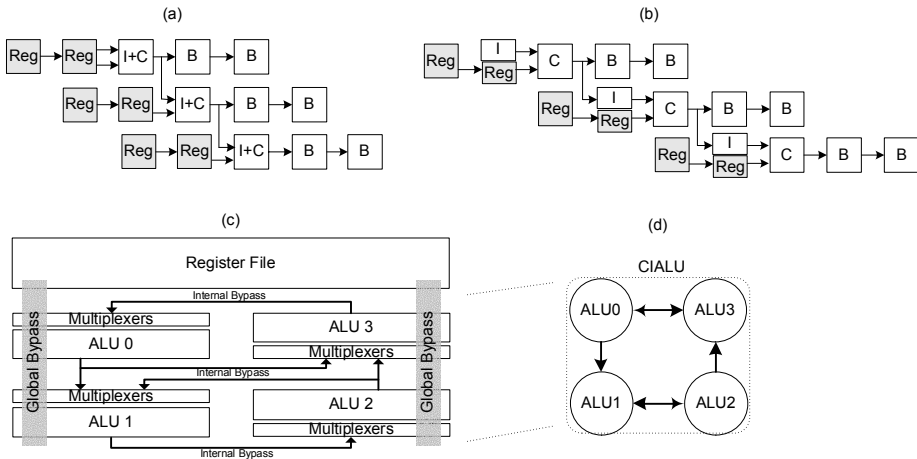 (a)
Reg Reg I+C B B
Reg Reg I+C B B
Reg Reg I+C B B
(b)
Reg I Reg C B B
Reg I Reg C B B
Reg I Reg C B B
(c)
Register File
Global Bypass
Global Bypass
Internal Bypass
Multiplexers
ALU 0
ALU 3
Multiplexers
Internal Bypass
Internal Bypass
Multiplexers
ALU 1
ALU 2
Multiplexers
Internal Bypass
(d)
CIALU
ALU0 ALU3
ALU1 ALU2